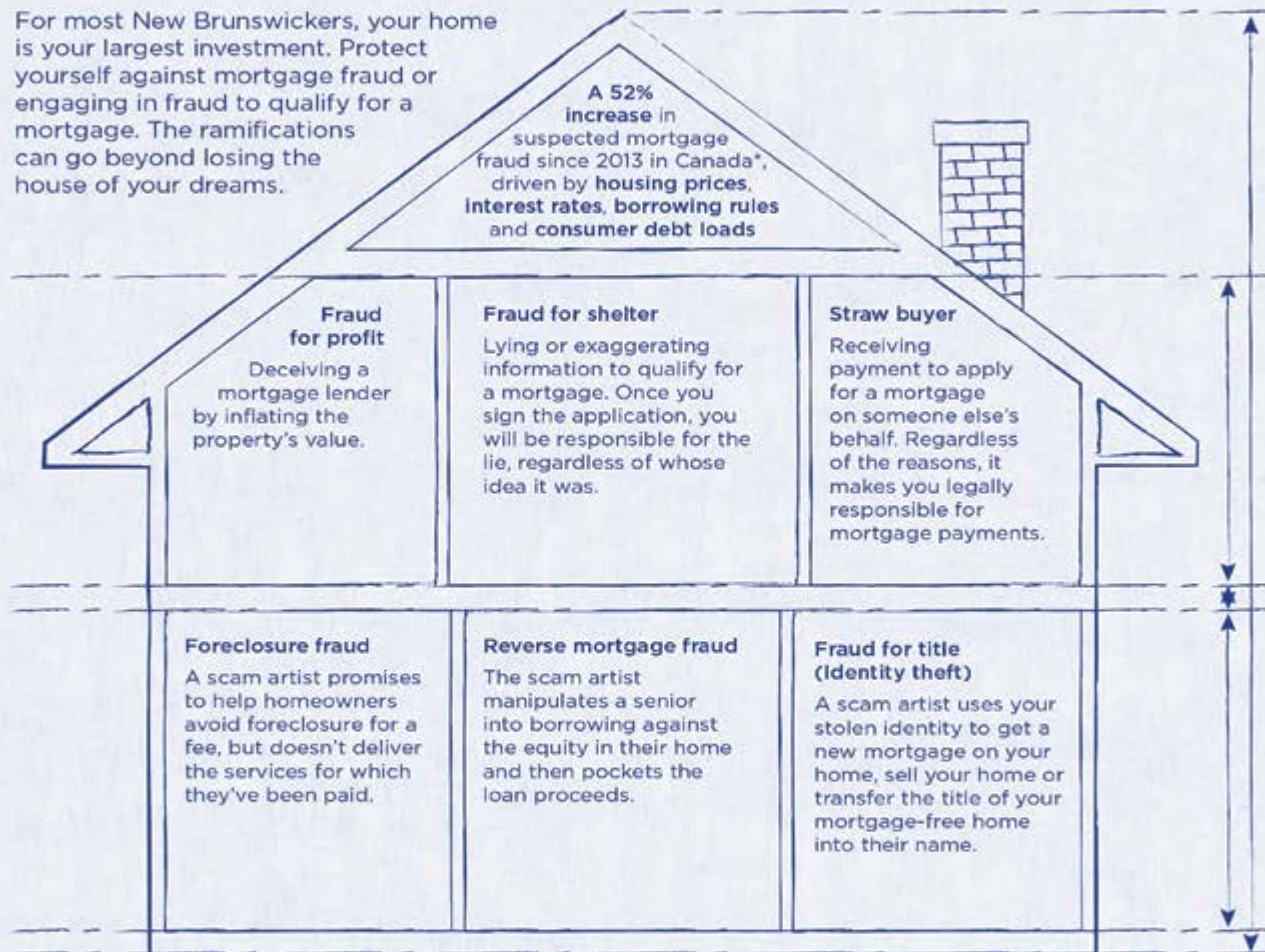 For most New Brunswickers, your home
is your largest investment. Protect
yourself against mortgage fraud or
engaging in fraud to qualify for a
mortgage. The ramifications
can go beyond losing the
house of your dreams.
A 52%
increase in
suspected mortgage
fraud since 2013 in Canada*,
driven by housing prices,
interest rates, borrowing rules
and consumer debt loads
Fraud
for profit
Deceiving a
mortgage lender
by inflating the
property's value.
Fraud for shelter
Lying or exaggerating
information to qualify for
a mortgage. Once you
sign the application, you
will be responsible for the
lie, regardless of whose
idea it was.
Straw buyer
Receiving
payment to apply
for a mortgage
on someone else's
behalf. Regardless
of the reasons, it
makes you legally
responsible for
mortgage payments.
Foreclosure fraud
A scam artist promises
to help homeowners
avoid foreclosure for a
fee, but doesn't deliver
the services for which
they've been paid.
Reverse mortgage fraud
The scam artist
manipulates a senior
into borrowing against
the equity in their home
and then pockets the
loan proceeds.
Fraud for title
(Identity theft)
A scam artist uses your
stolen identity to get a
new mortgage on your
home, sell your home or
transfer the title of your
mortgage-free home
into their name.